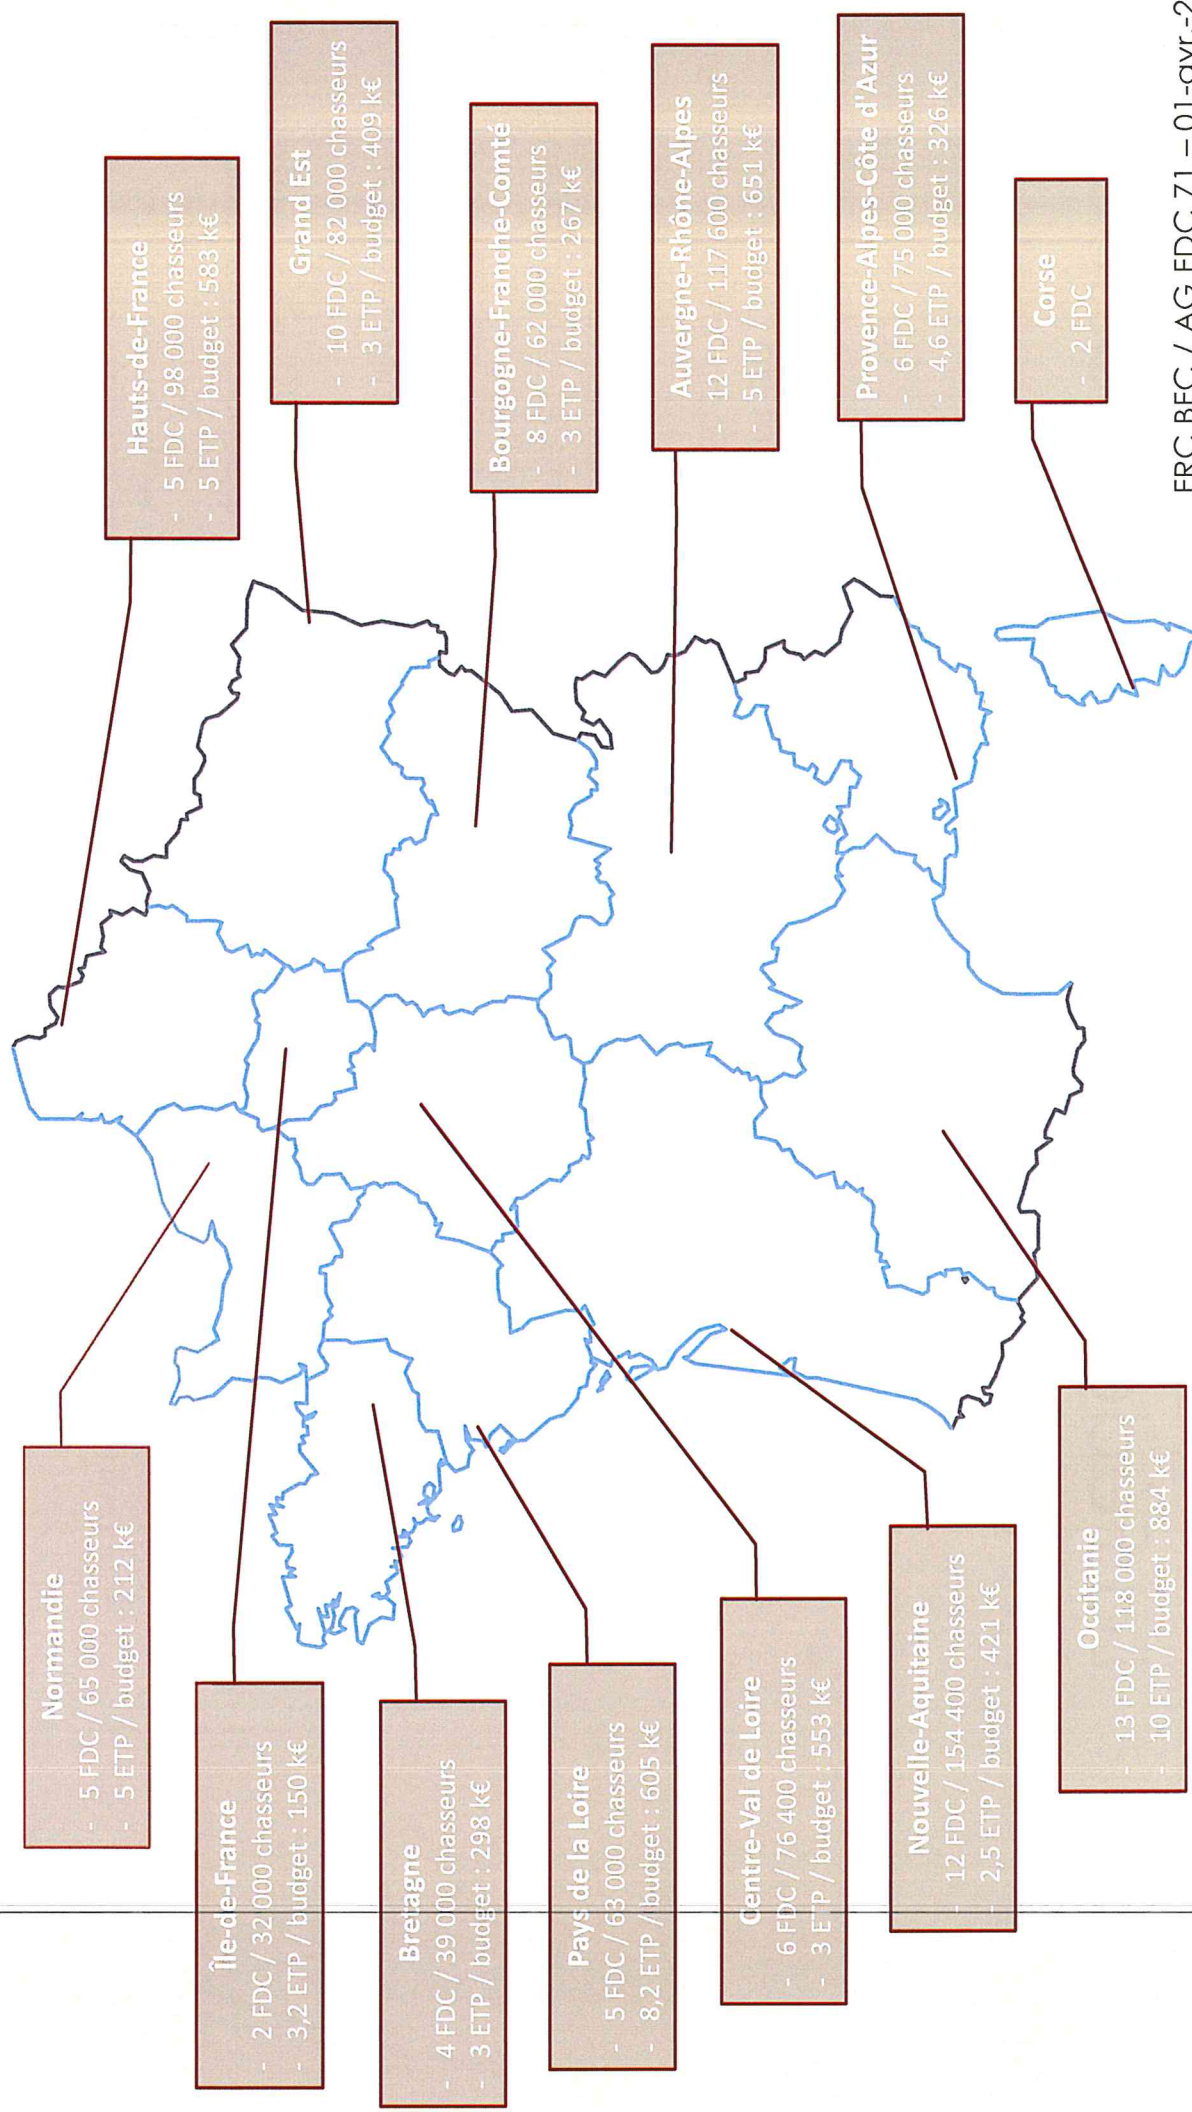 Normandie
- 5 FDC / 65 000 chasseurs
- 5 ETP / budget : 212 k€
Île-de-France
- 2 FDC / 32 000 chasseurs
- 3,2 ETP / budget : 150 k€
Bretagne
- 4 FDC / 39 000 chasseurs
- 3 ETP / budget : 298 k€
Pays de la Loire
- 5 FDC / 63 000 chasseurs
- 8,2 ETP / budget : 605 k€
Centre-Val de Loire
- 6 FDC / 76 400 chasseurs
- 3 ETP / budget : 553 k€
Nouvelle-Aquitaine
- 12 FDC / 154 400 chasseurs
- 2,5 ETP / budget : 421 k€
Occitanie
- 13 FDC / 118 000 chasseurs
- 10 ETP / budget : 884 k€
Hauts-de-France
- 5 FDC / 98 000 chasseurs
- 5 ETP / budget : 583 k€
Grand Est
- 10 FDC / 82 000 chasseurs
- 3 ETP / budget : 409 k€
Bourgogne-Franche-Comté
- 8 FDC / 62 000 chasseurs
- 3 ETP / budget : 267 k€
Auvergne-Rhône-Alpes
- 12 FDC / 117 600 chasseurs
- 5 ETP / budget : 651 k€
Provence-Alpes-Côte d'Azur
- 6 FDC / 75 000 chasseurs
- 4,6 ETP / budget : 326 k€
Corse
- 2 FDC
FRC BFC / AG FDC 71 – 01-avr.-2